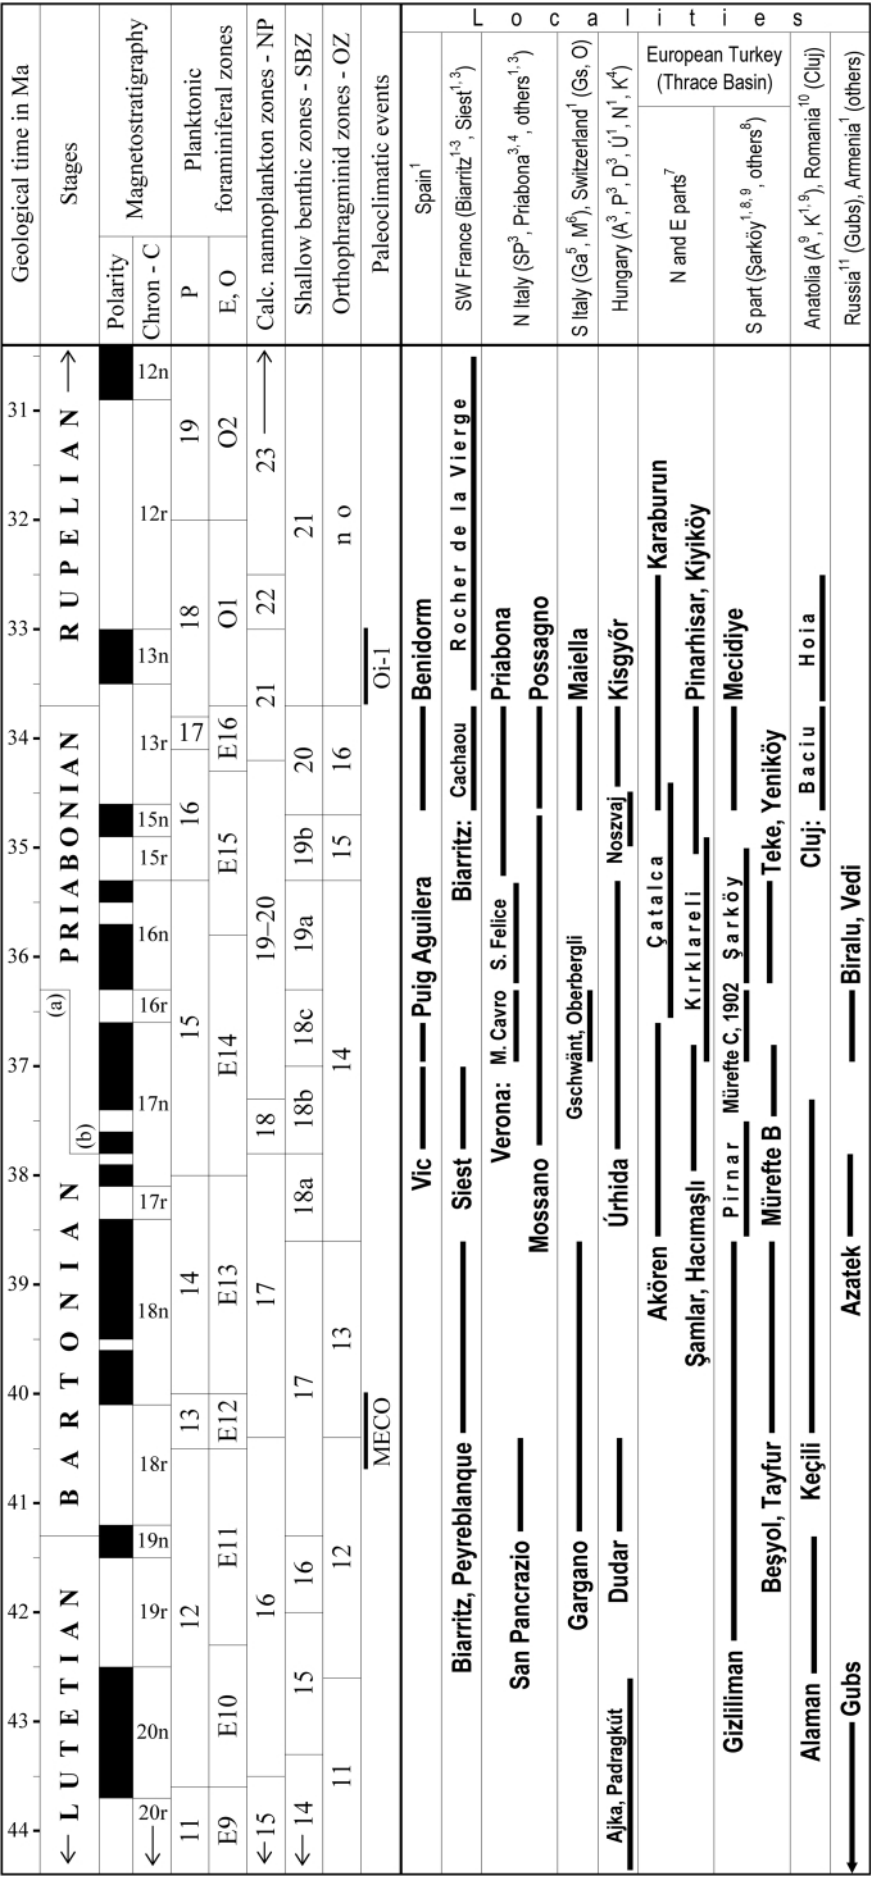 L o c a l i t i e s
Geological time in Ma
Stages
Magnetostratigraphy
Polarity
Chron - C
Planktonic
foraminiferal zones
P
E, O
Calc. nannoplankton zones - NP
Shallow benthic zones - SBZ
Orthophragminid zones - OZ
Paleoclimatic events
Spain1
SW France (Biarritz1-3, Siest1, 3)
N Italy (SP3, Priabona3, 4, others1, 3)
S Italy (Ga5, M6), Switzerland1 (Gs, O)
Hungary (A3, P3, D3, Ú1, N1, K4)
European Turkey
(Thrace Basin)
N and E parts7
S part (Şarköy1, 8, 9, others8)
Anatolia (A9, K1, 9), Romania10 (Cluj)
Russia11 (Gubs), Armenia1 (others)
31
32
33
34
35
36
37
38
39
40
41
42
43
44
RUPELIAN →
PRIABONIAN
(a)
(b)
BARTONIAN
← LUTETIAN
12n
12r
13n
13r
15n
15r
16n
16r
17n
17r
18n
18r
19n
19r
20n
20r
←
19
18
17
16
15
14
13
12
11
O2
O1
E16
E15
E14
E13
E12
E11
E10
E9
23 →
22
21
19–20
18
17
16
←15
21
20
19b
19a
18c
18b
18a
17
16
15
← 14
n o
16
15
14
13
12
11
Oi-1
MECO
Benidorm
Puig Aguilera
Vic
Rocher de la Vierge
Cachaou
Biarritz:
Siest
Biarritz, Peyreblanque
Priabona
Possagno
S. Felice
M. Cavro
Verona:
Mossano
San Pancrazio
Maiella
Gschwänt, Oberbergli
Gargano
Kisgyőr
Noszvaj
Úrhida
Dudar
Ajka, Padragkút
Karaburun
Çatalca
Akören
Pinarhisar, Kıyiköy
Kırklareli
Şamlar, Hacımaşlı
Mecidiye
Şarköy
Mürefte C, 1902
Pirnar
Gizliliman
Teke, Yeniköy
Mürefte B
Beşyol, Tayfur
Hoia
Baciu
Cluj:
Keçili
Alaman
Biralu, Vedi
Azatek
Gubs